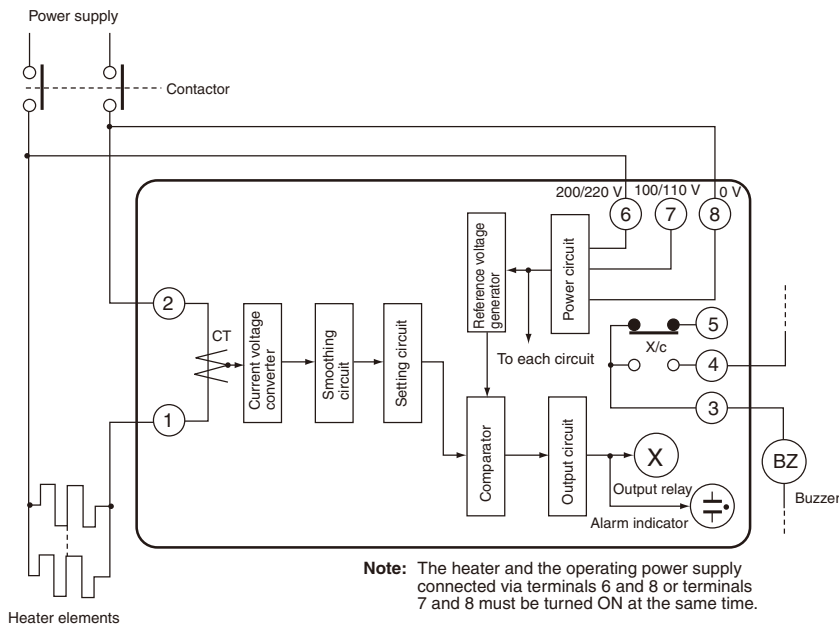 Power supply
Contactor
200/220 V
100/110 V
0 V
6
7
8
Reference voltage
generator
Power circuit
2
CT
Current voltage
converter
Smoothing
circuit
Setting circuit
To each circuit
5
X/c
4
3
1
Comparator
Output circuit
X
Output relay
Alarm indicator
BZ
Buzzer
Heater elements
Note: The heater and the operating power supply
connected via terminals 6 and 8 or terminals
7 and 8 must be turned ON at the same time.